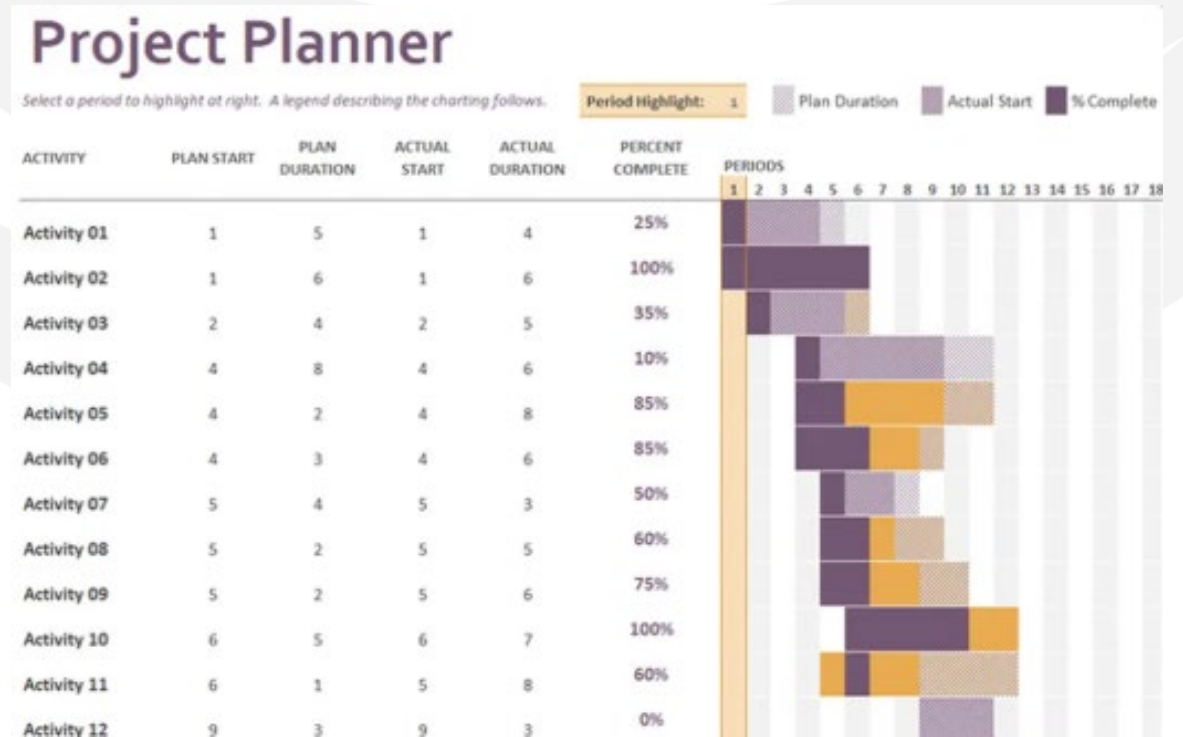 Project Planner
Select a period to highlight at right. A legend describing the charting follows.
Period Highlight: 1
Plan Duration
Actual Start
% Complete
ACTIVITY
PLAN START
PLAN DURATION
ACTUAL START
ACTUAL DURATION
PERCENT COMPLETE
PERIODS
1 2 3 4 5 6 7 8 9 10 11 12 13 14 15 16 17 18
Activity 01 1 5 1 4 25%
Activity 02 1 6 1 6 100%
Activity 03 2 4 2 5 35%
Activity 04 4 8 4 6 10%
Activity 05 4 2 4 8 85%
Activity 06 4 3 4 6 85%
Activity 07 5 4 5 3 50%
Activity 08 5 2 5 5 60%
Activity 09 5 2 5 6 75%
Activity 10 6 5 6 7 100%
Activity 11 6 1 5 8 60%
Activity 12 9 3 9 3 0%